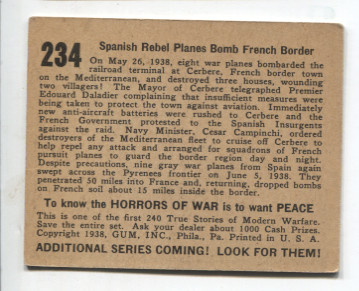 234 Spanish Rebel Planes Bomb French Border
On May 26, 1938, eight war planes bombarded the
railroad terminal at Cerbere, French border town
on the Mediterranean, and destroyed three houses, wounding
two villagers! The Mayor of Cerbere telegraphed Premier
Edouard Daladier complaining that insufficient measures were
being taken to protect the town against aviation. Immediately
new anti-aircraft batteries were rushed to Cerbere and the
French Government protested to the Spanish Insurgents
against the raid. Navy Minister, Cesar Campinchi, ordered
destroyers of the Mediterranean fleet to cruise off Cerbere to
help repel any attack and arranged for squadrons of French
pursuit planes to guard the border region day and night.
Despite precautions, nine gray war planes from Spain again
swept across the Pyrenees frontier on June 5, 1938. They
penetrated 50 miles into France and, returning, dropped bombs
on French soil about 15 miles inside the border.
To know the HORRORS OF WAR is to want PEACE
This is one of the first 240 True Stories of Modern Warfare.
Save the entire set. Ask your dealer about 1000 Cash Prizes.
Copyright 1938, GUM, INC., Phila., Pa. Printed in U. S. A.
ADDITIONAL SERIES COMING! LOOK FOR THEM!